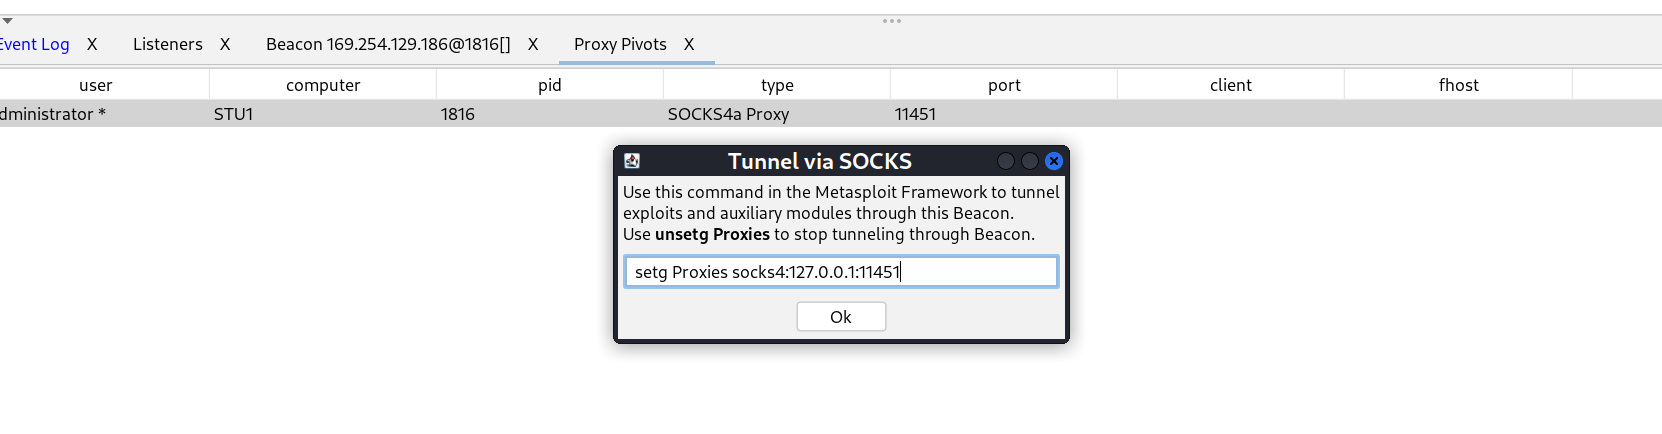 Event Log X Listeners X Beacon 169.254.129.186@1816[] X Proxy Pivots X
user computer pid type port client fhost
dministrator * STU1 1816 SOCKS4a Proxy 11451
Tunnel via SOCKS
Use this command in the Metasploit Framework to tunnel
exploits and auxiliary modules through this Beacon.
Use unsetg Proxies to stop tunneling through Beacon.
setg Proxies socks4:127.0.0.1:11451
Ok